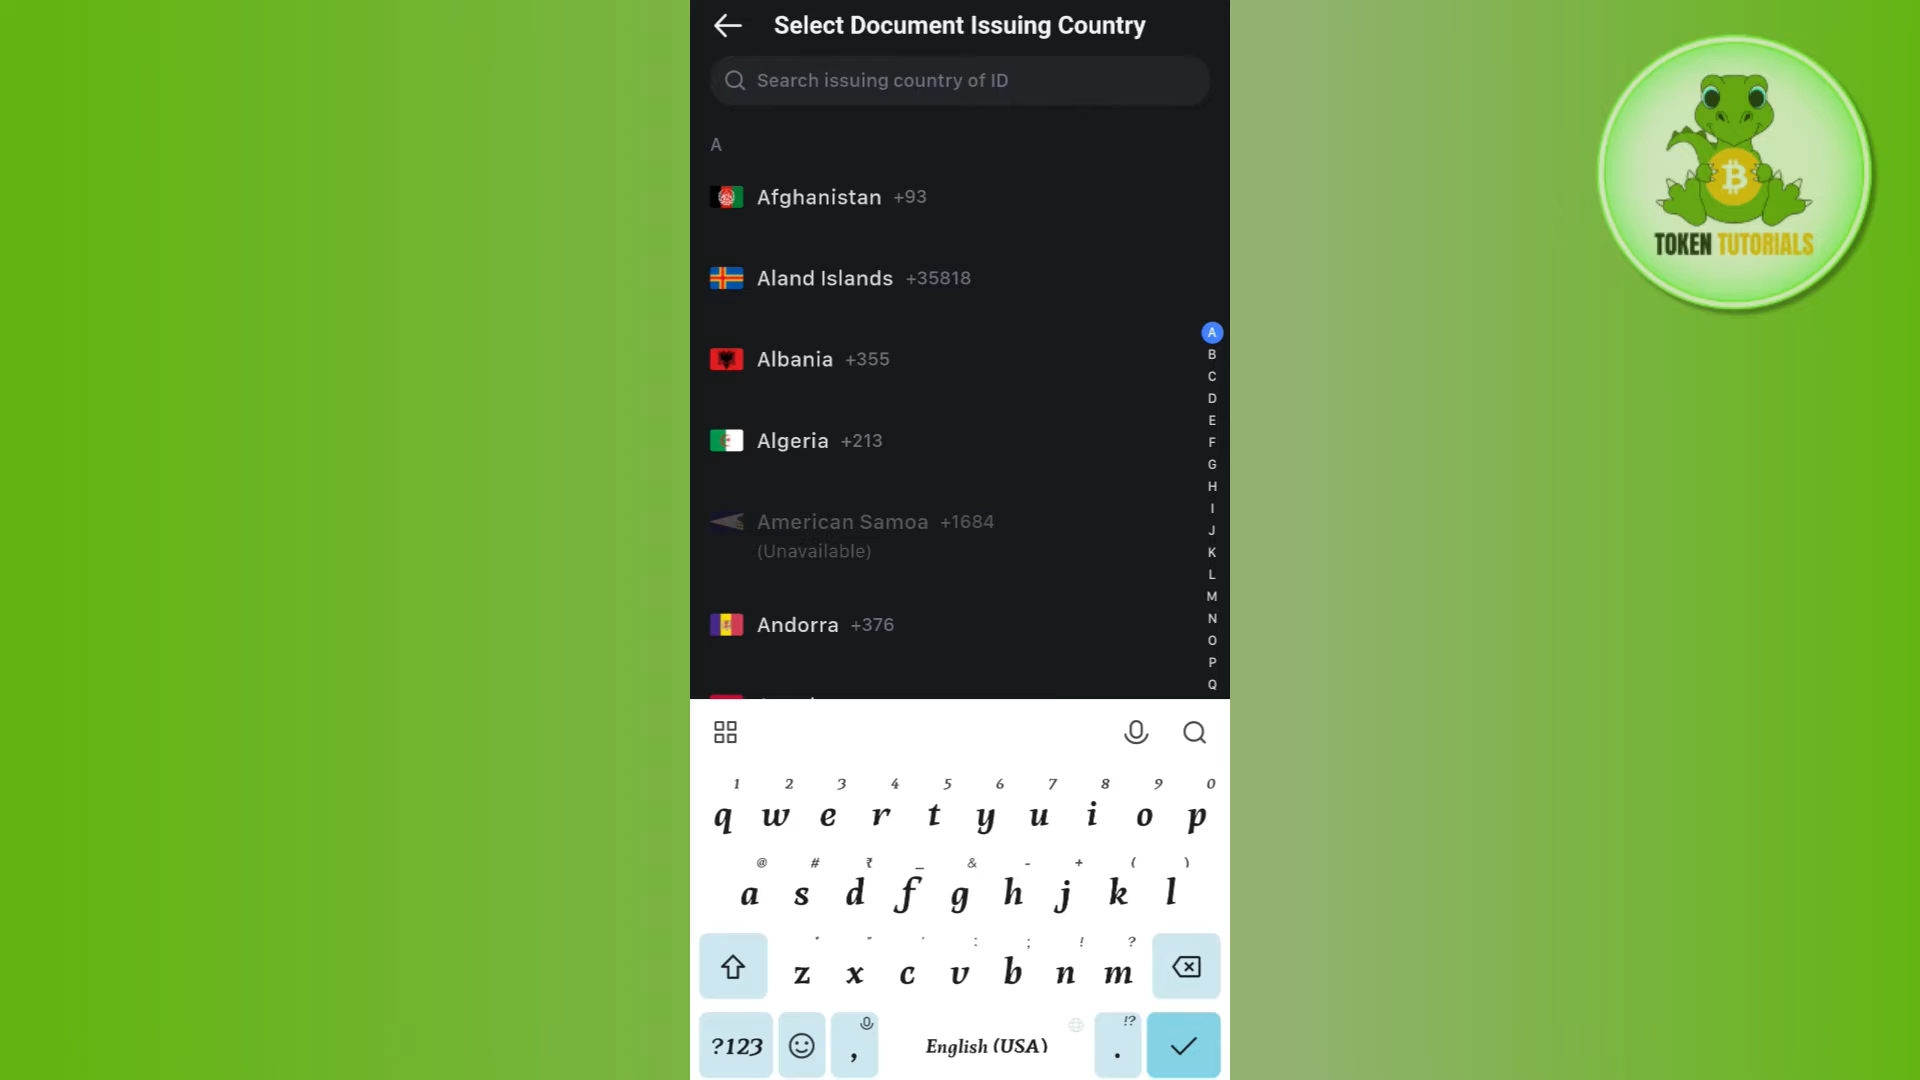 Select Document Issuing Country
Search issuing country of ID
A
Afghanistan +93
Aland Islands +35818
Albania +355
Algeria +213
American Samoa +1684
(Unavailable)
Andorra +376
A
B
C
D
E
F
G
H
I
J
K
L
M
N
O
P
Q
1 2 3 4 5 6 7 8 9 0
q w e r t y u i o p
@ # ₹ _ & - + ( )
a s d f g h j k l
* " ' : ; ! ?
z x c v b n m
!?
?123 , English (USA) .
TOKEN TUTORIALS